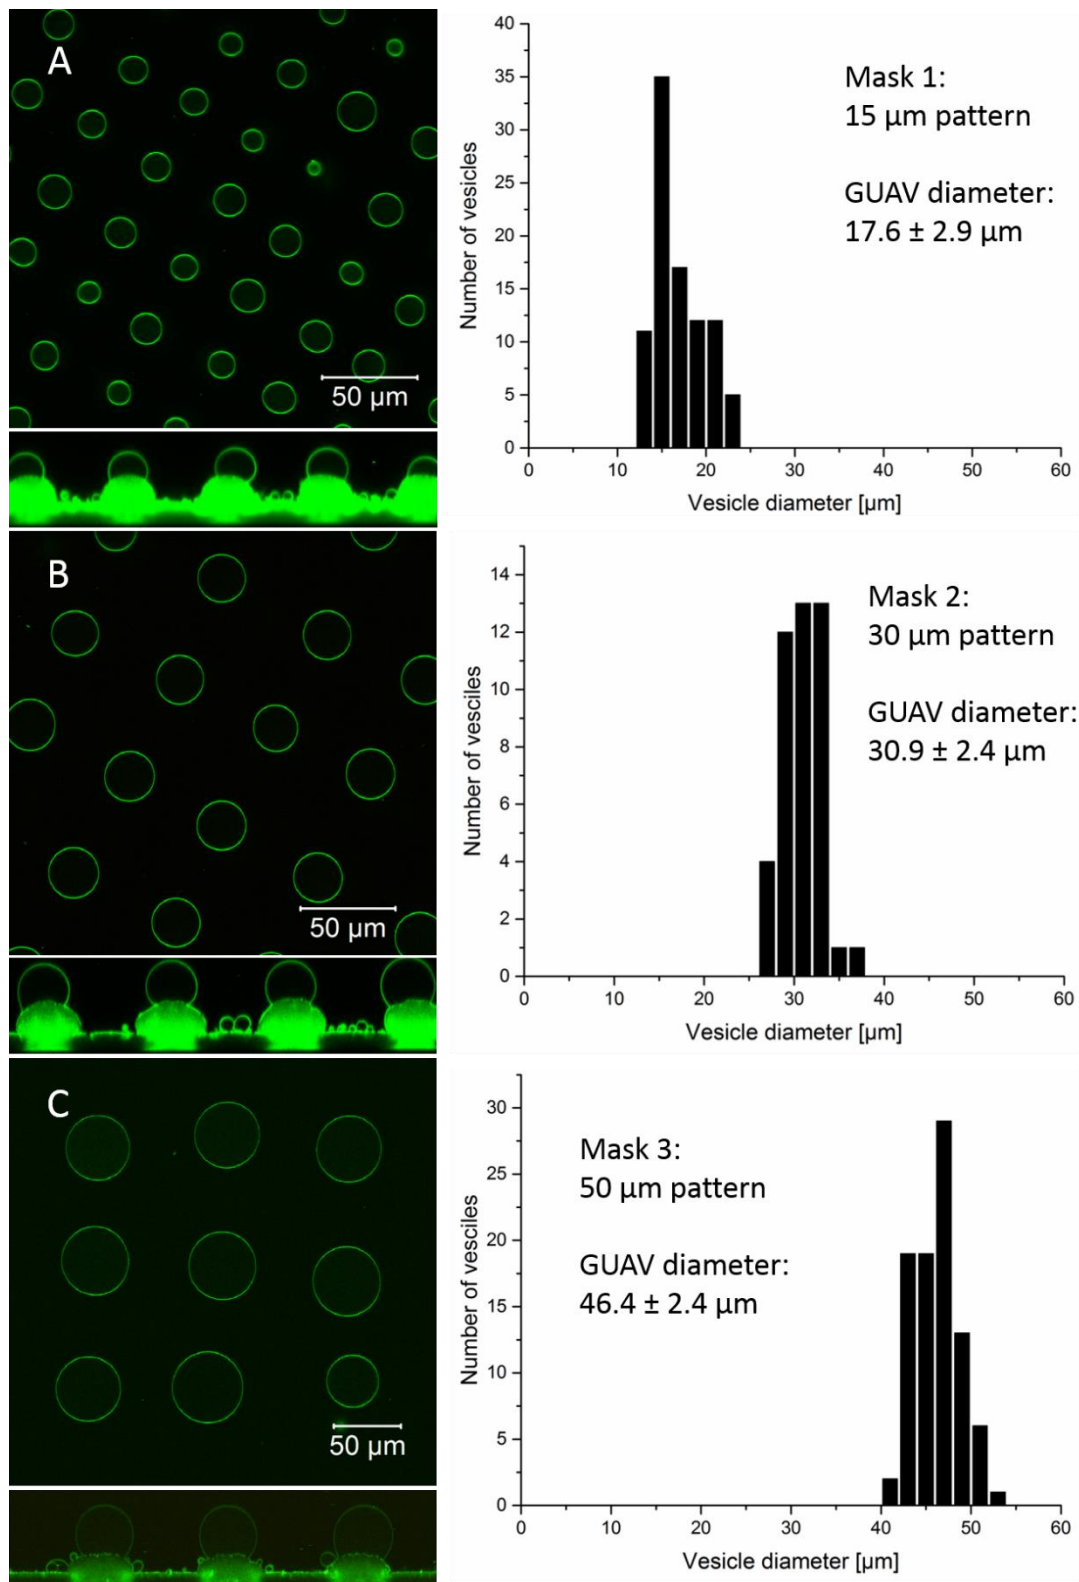 A
50 µm
40
35
30
25
20
15
10
5
0
Number of vesicles
0 10 20 30 40 50 60
Vesicle diameter [µm]
Mask 1:
15 µm pattern
GUAV diameter:
17.6 ± 2.9 µm
B
50 µm
14
12
10
8
6
4
2
0
Number of vesciles
0 10 20 30 40 50 60
Vesicle diameter [µm]
Mask 2:
30 µm pattern
GUAV diameter:
30.9 ± 2.4 µm
C
50 µm
30
25
20
15
10
5
0
Number of vesciles
0 10 20 30 40 50 60
Vesicle diameter [µm]
Mask 3:
50 µm pattern
GUAV diameter:
46.4 ± 2.4 µm